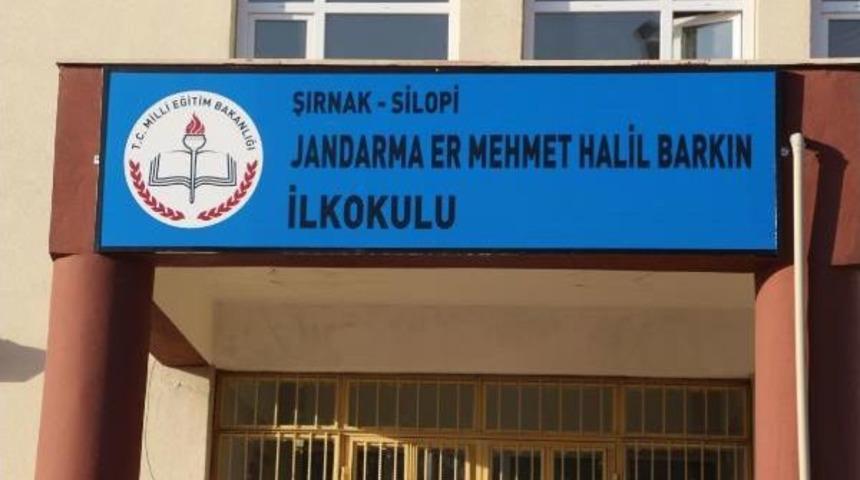 T.C. MİLLİ EĞİTİM BAKANLIĞI
ŞIRNAK - SİLOPİ
JANDARMA ER MEHMET HALİL BARKIN
İLKOKULU